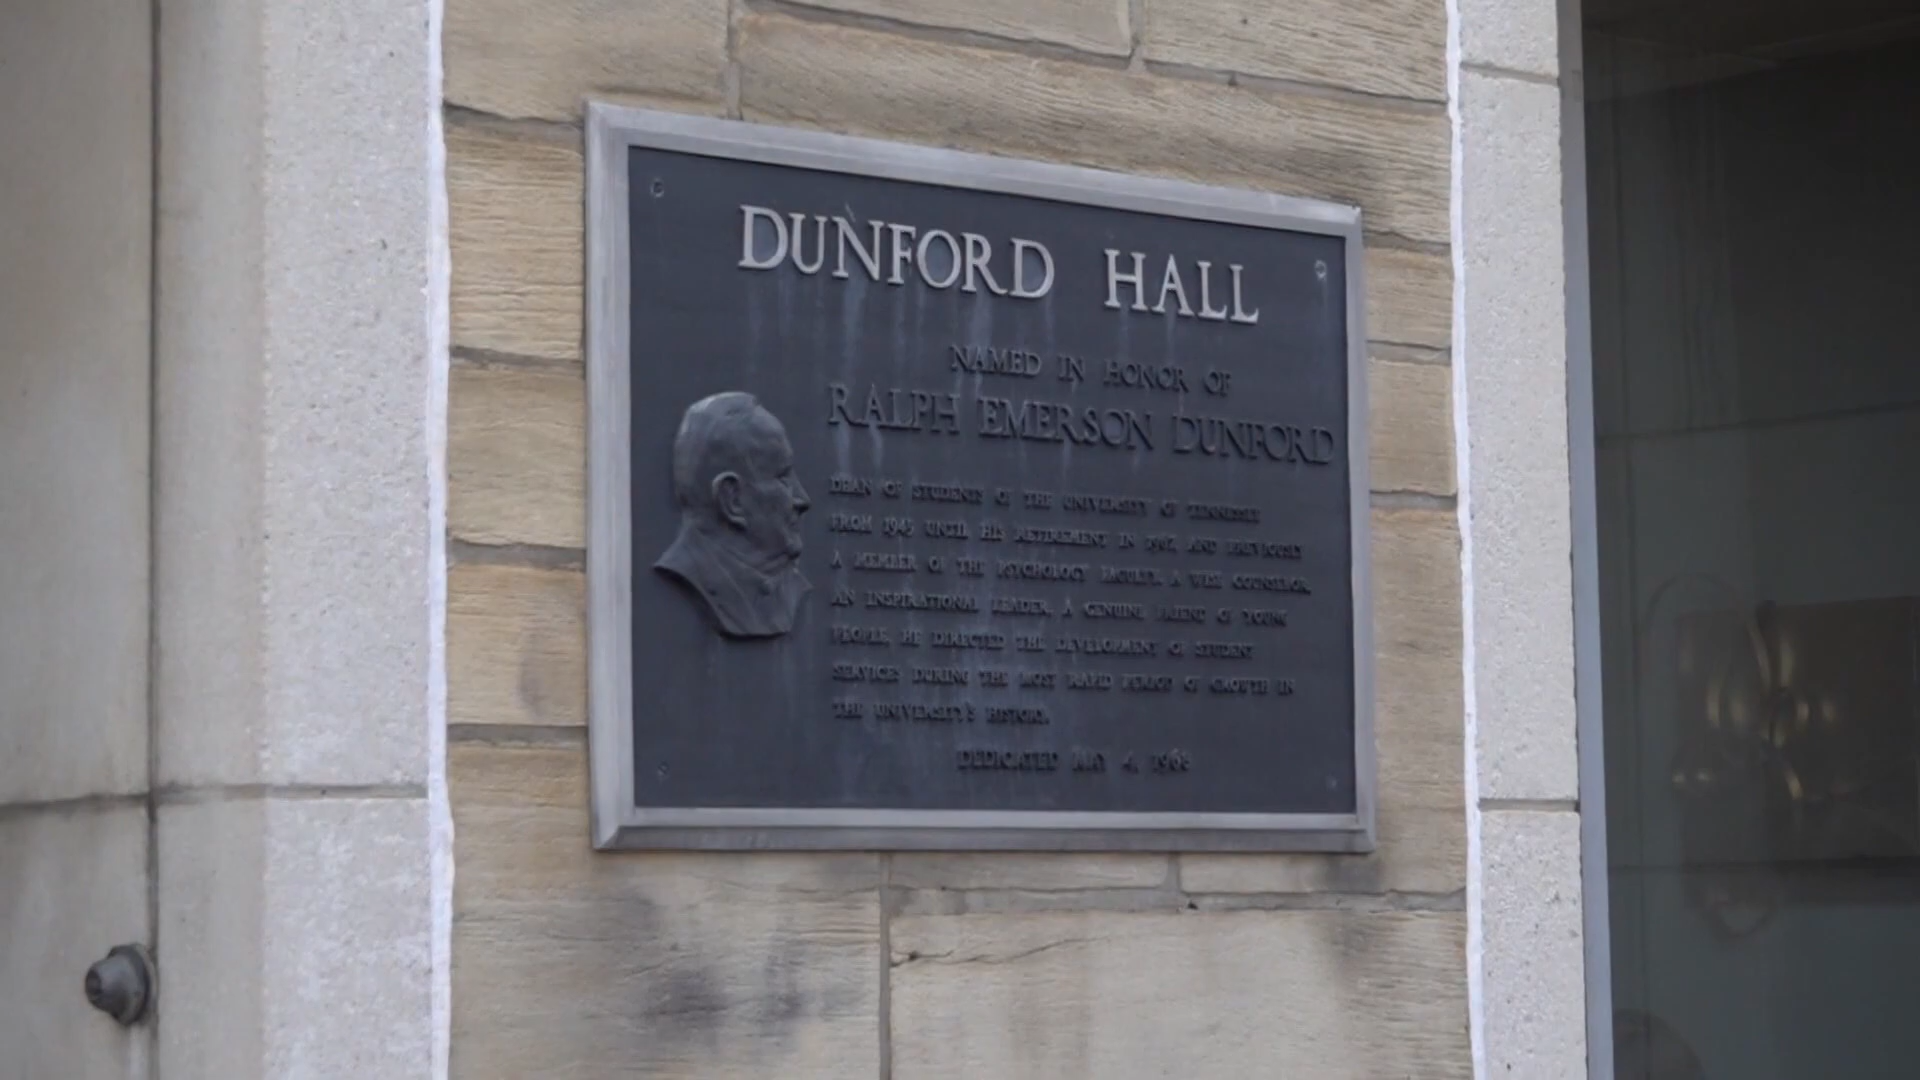 DUNFORD HALL
NAMED IN HONOR OF
RALPH EMERSON DUNFORD
DEAN OF STUDENTS OF THE UNIVERSITY OF TENNESSEE
FROM 1945 UNTIL HIS RETIREMENT IN 1967, AND PREVIOUSLY
A MEMBER OF THE PSYCHOLOGY FACULTY. A WISE COUNSELOR,
AN INSPIRATIONAL LEADER, A GENUINE FRIEND OF YOUNG
PEOPLE, HE DIRECTED THE DEVELOPMENT OF STUDENT
SERVICES DURING THE MOST RAPID PERIOD OF GROWTH IN
THE UNIVERSITY'S HISTORY.
DEDICATED MAY 4, 1968